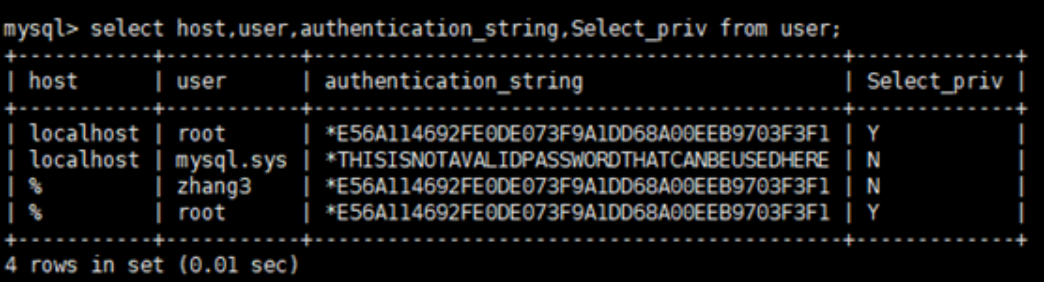 mysql> select host,user,authentication_string,Select_priv from user;
+-----------+-----------+-------------------------------------------+-------------+
| host      | user      | authentication_string                     | Select_priv |
+-----------+-----------+-------------------------------------------+-------------+
| localhost | root      | *E56A114692FE0DE073F9A1DD68A00EEB9703F3F1 | Y           |
| localhost | mysql.sys | *THISISNOTAVALIDPASSWORDTHATCANBEUSEDHERE | N           |
| %         | zhang3    | *E56A114692FE0DE073F9A1DD68A00EEB9703F3F1 | N           |
| %         | root      | *E56A114692FE0DE073F9A1DD68A00EEB9703F3F1 | Y           |
+-----------+-----------+-------------------------------------------+-------------+
4 rows in set (0.01 sec)